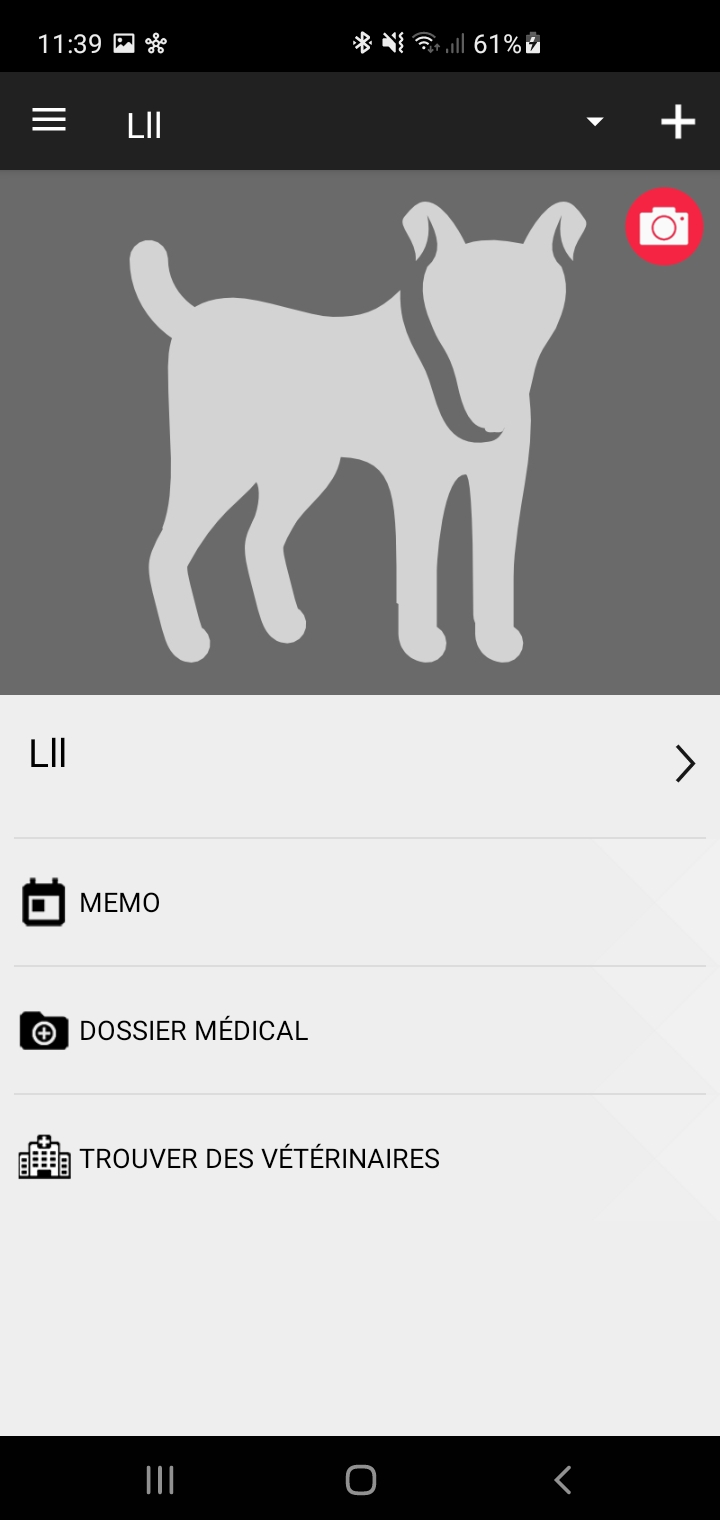 11:39
61%
Lll
Lll
MEMO
DOSSIER MÉDICAL
TROUVER DES VÉTÉRINAIRES